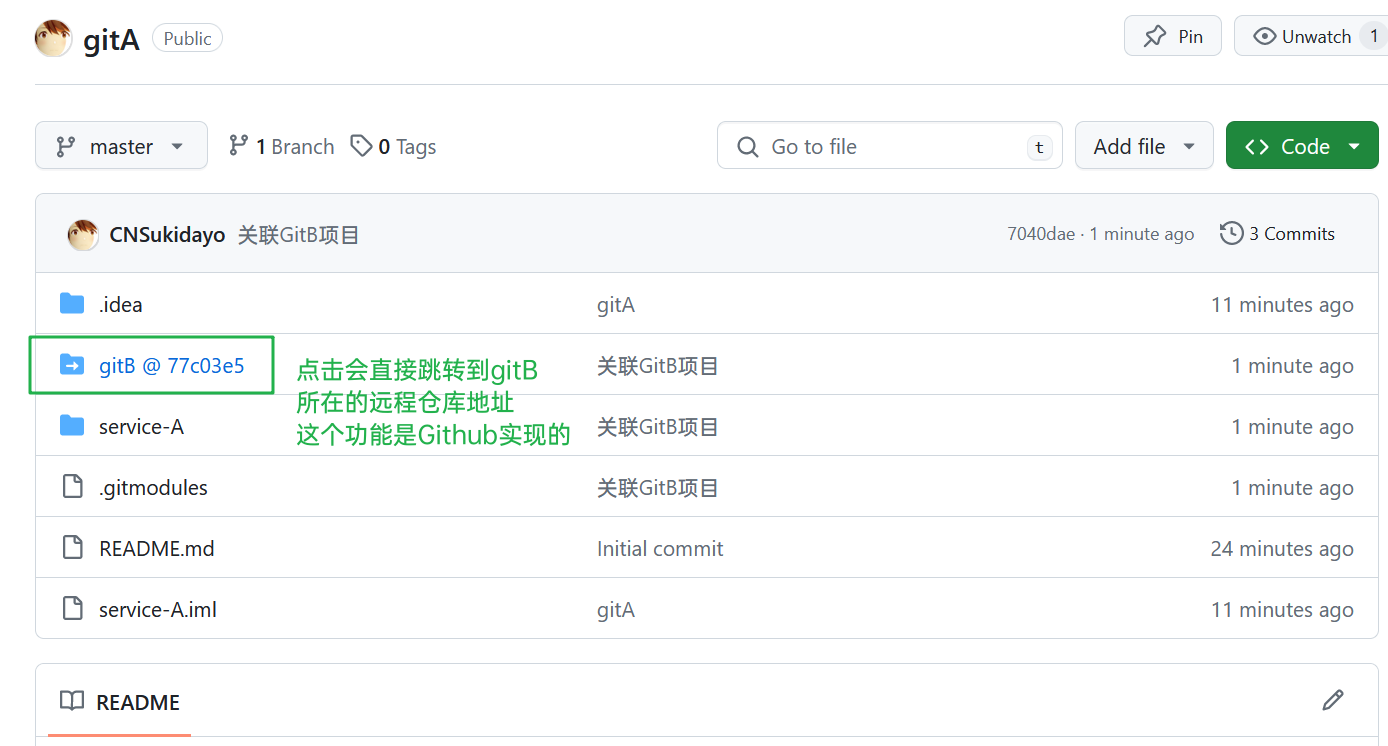 gitA Public Pin Unwatch 1
master 1 Branch 0 Tags Go to file t Add file Code
CNSukidayo 关联GitB项目 7040dae · 1 minute ago 3 Commits
.idea gitA 11 minutes ago
gitB @ 77c03e5 关联GitB项目 1 minute ago
点击会直接跳转到gitB
所在的远程仓库地址
这个功能是Github实现的
service-A 关联GitB项目 1 minute ago
.gitmodules 关联GitB项目 1 minute ago
README.md Initial commit 24 minutes ago
service-A.iml gitA 11 minutes ago
README